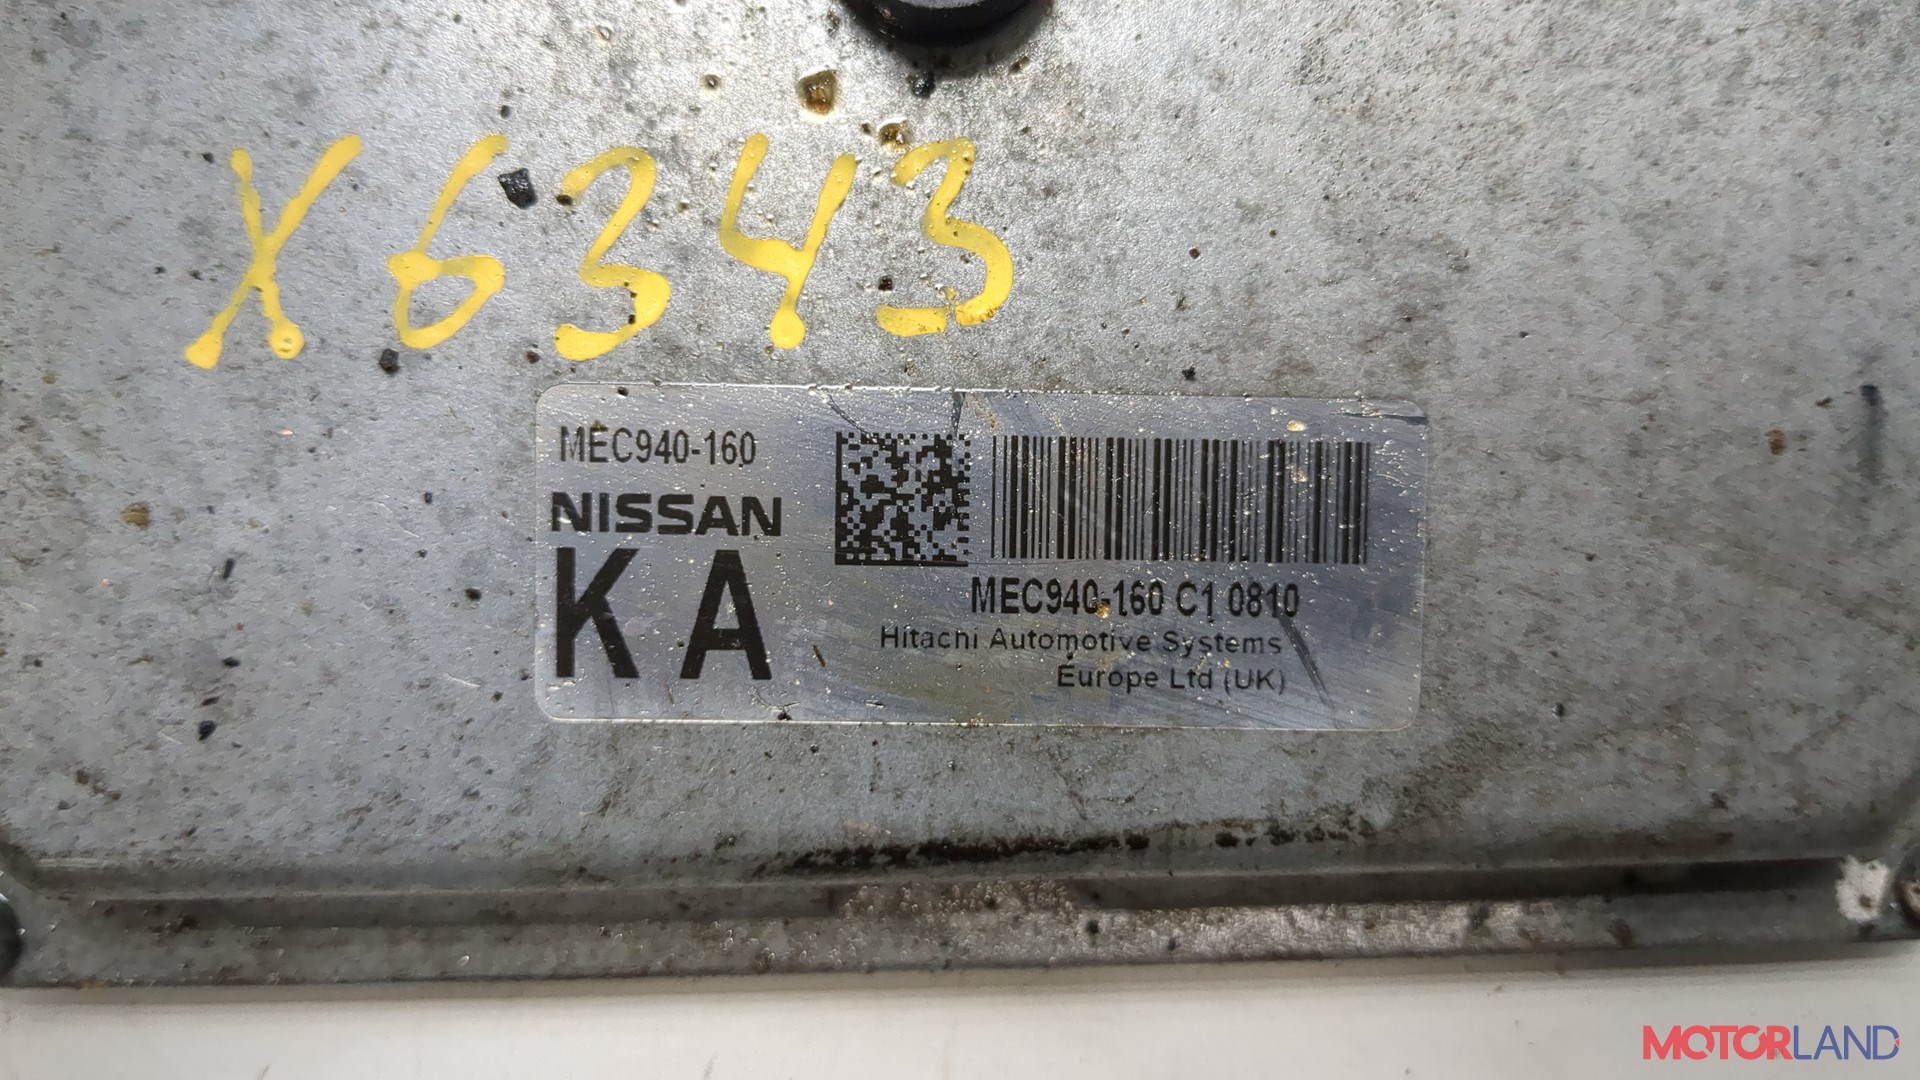 X6343
MEC940-160
NISSAN
KA
MEC940-160 C1 0810
Hitachi Automotive Systems
Europe Ltd (UK)
MOTORLAND